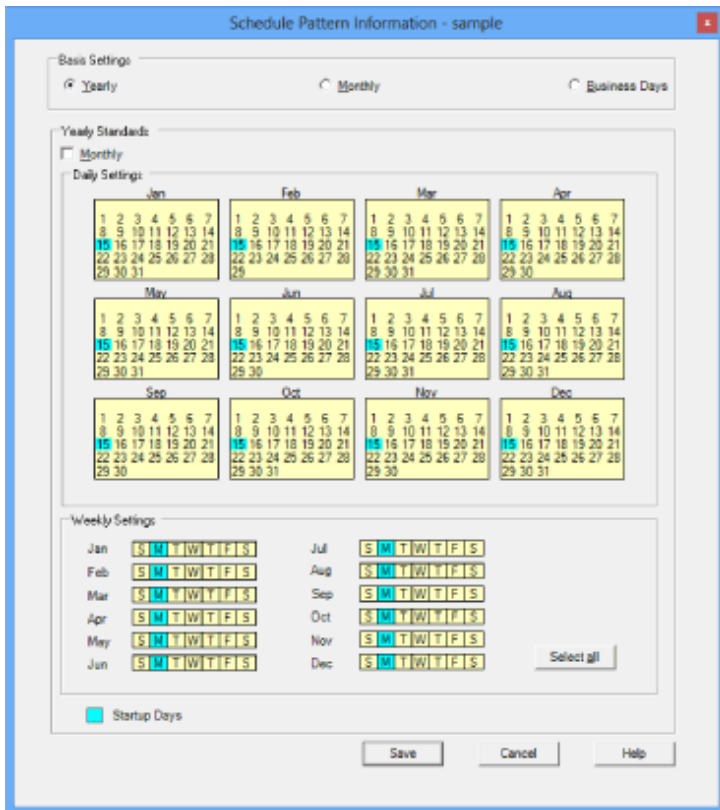 Schedule Pattern Information - sample
x
Basis Settings
Yearly
Monthly
Business Days
Yearly Standards
Monthly
Daily Settings
Jan
1 2 3 4 5 6 7
8 9 10 11 12 13 14
15 16 17 18 19 20 21
22 23 24 25 26 27 28
29 30 31
Feb
1 2 3 4 5 6 7
8 9 10 11 12 13 14
15 16 17 18 19 20 21
22 23 24 25 26 27 28
29
Mar
1 2 3 4 5 6 7
8 9 10 11 12 13 14
15 16 17 18 19 20 21
22 23 24 25 26 27 28
29 30 31
Apr
1 2 3 4 5 6 7
8 9 10 11 12 13 14
15 16 17 18 19 20 21
22 23 24 25 26 27 28
29 30
May
1 2 3 4 5 6 7
8 9 10 11 12 13 14
15 16 17 18 19 20 21
22 23 24 25 26 27 28
29 30 31
Jun
1 2 3 4 5 6 7
8 9 10 11 12 13 14
15 16 17 18 19 20 21
22 23 24 25 26 27 28
29 30
Jul
1 2 3 4 5 6 7
8 9 10 11 12 13 14
15 16 17 18 19 20 21
22 23 24 25 26 27 28
29 30 31
Aug
1 2 3 4 5 6 7
8 9 10 11 12 13 14
15 16 17 18 19 20 21
22 23 24 25 26 27 28
29 30 31
Sep
1 2 3 4 5 6 7
8 9 10 11 12 13 14
15 16 17 18 19 20 21
22 23 24 25 26 27 28
29 30
Oct
1 2 3 4 5 6 7
8 9 10 11 12 13 14
15 16 17 18 19 20 21
22 23 24 25 26 27 28
29 30 31
Nov
1 2 3 4 5 6 7
8 9 10 11 12 13 14
15 16 17 18 19 20 21
22 23 24 25 26 27 28
29 30
Dec
1 2 3 4 5 6 7
8 9 10 11 12 13 14
15 16 17 18 19 20 21
22 23 24 25 26 27 28
29 30 31
Weekly Settings
Jan S M T W T F S
Feb S M T W T F S
Mar S M T W T F S
Apr S M T W T F S
May S M T W T F S
Jun S M T W T F S
Jul S M T W T F S
Aug S M T W T F S
Sep S M T W T F S
Oct S M T W T F S
Nov S M T W T F S
Dec S M T W T F S
Select all
Startup Days
Save
Cancel
Help